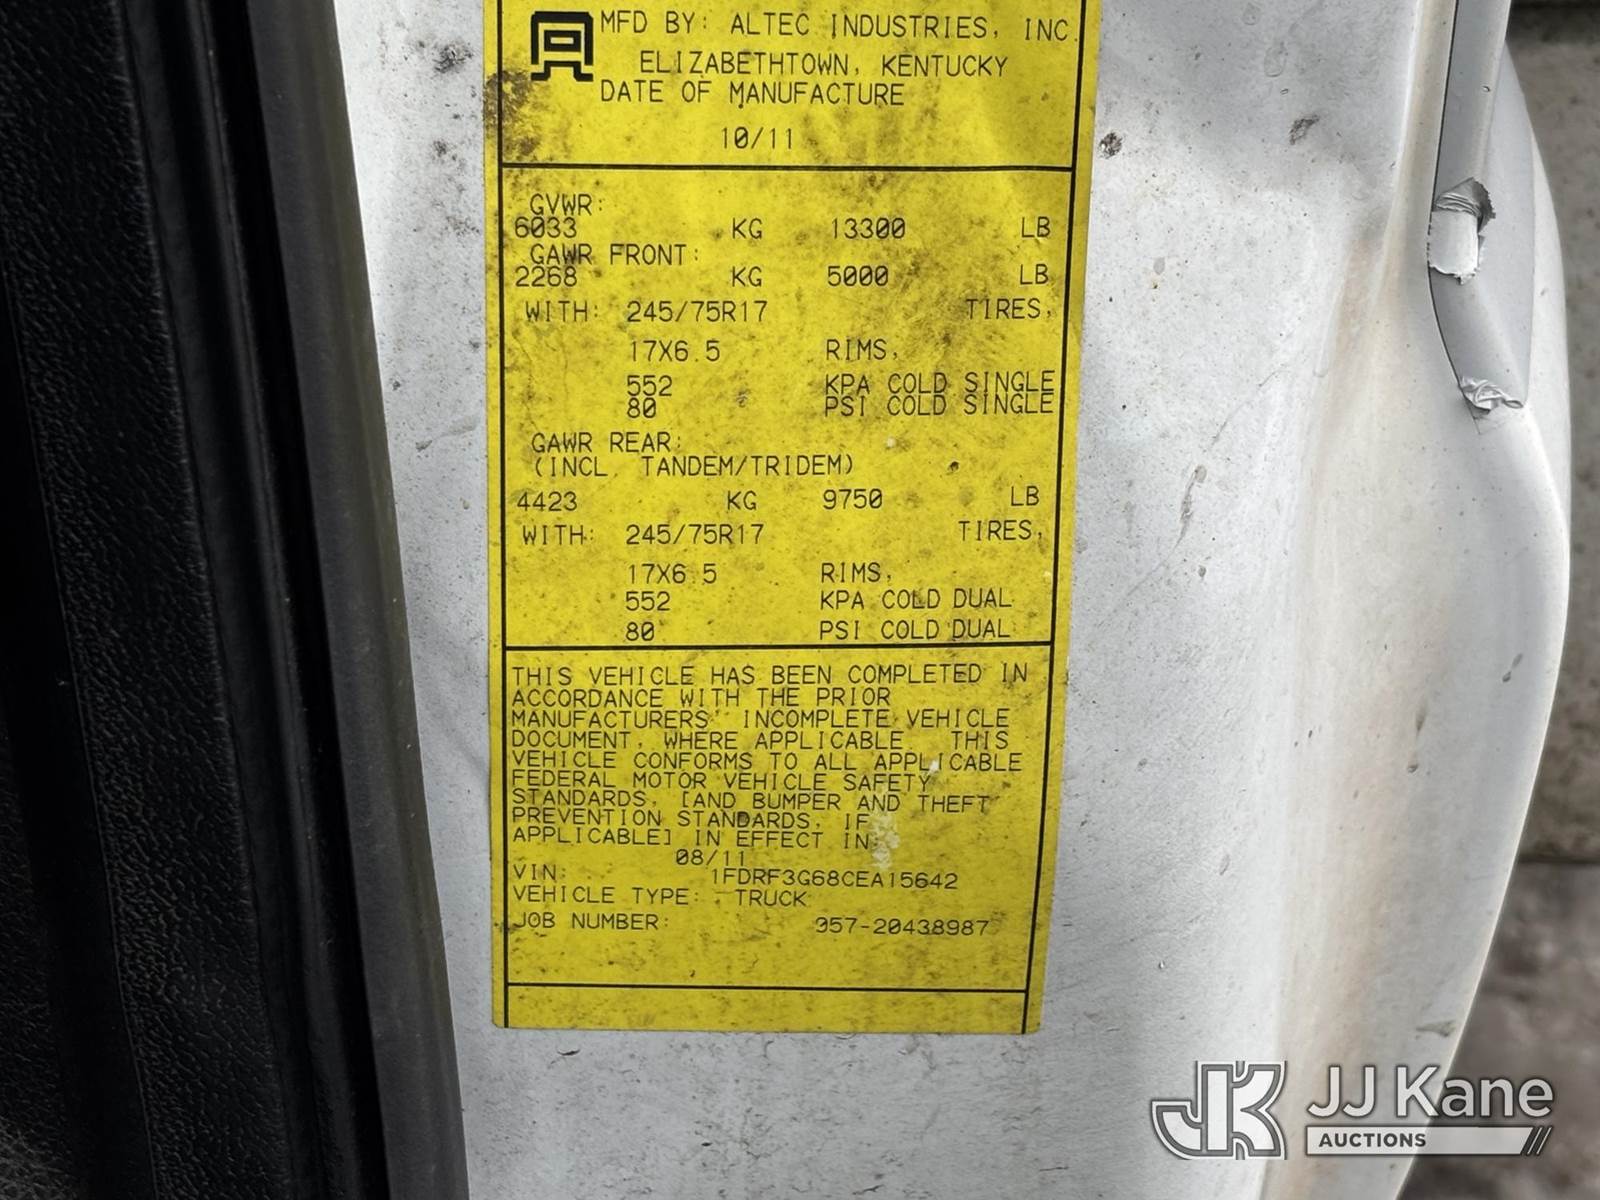 MFD BY: ALTEC INDUSTRIES, INC.
ELIZABETHTOWN, KENTUCKY
DATE OF MANUFACTURE
10/11
GVWR:
6033 KG 13300 LB
GAWR FRONT:
2268 KG 5000 LB
WITH: 245/75R17 TIRES,
17X6.5 RIMS,
552 KPA COLD SINGLE
80 PSI COLD SINGLE
GAWR REAR:
(INCL. TANDEM/TRIDEM)
4423 KG 9750 LB
WITH: 245/75R17 TIRES,
17X6.5 RIMS,
552 KPA COLD DUAL
80 PSI COLD DUAL
THIS VEHICLE HAS BEEN COMPLETED IN
ACCORDANCE WITH THE PRIOR
MANUFACTURERS' INCOMPLETE VEHICLE
DOCUMENT, WHERE APPLICABLE. THIS
VEHICLE CONFORMS TO ALL APPLICABLE
FEDERAL MOTOR VEHICLE SAFETY
STANDARDS, [AND BUMPER AND THEFT
PREVENTION STANDARDS, IF
APPLICABLE] IN EFFECT IN:
08/11
VIN: 1FDRF3G68CEA15642
VEHICLE TYPE: TRUCK
JOB NUMBER: 057-20438987
JK JJ Kane
AUCTIONS